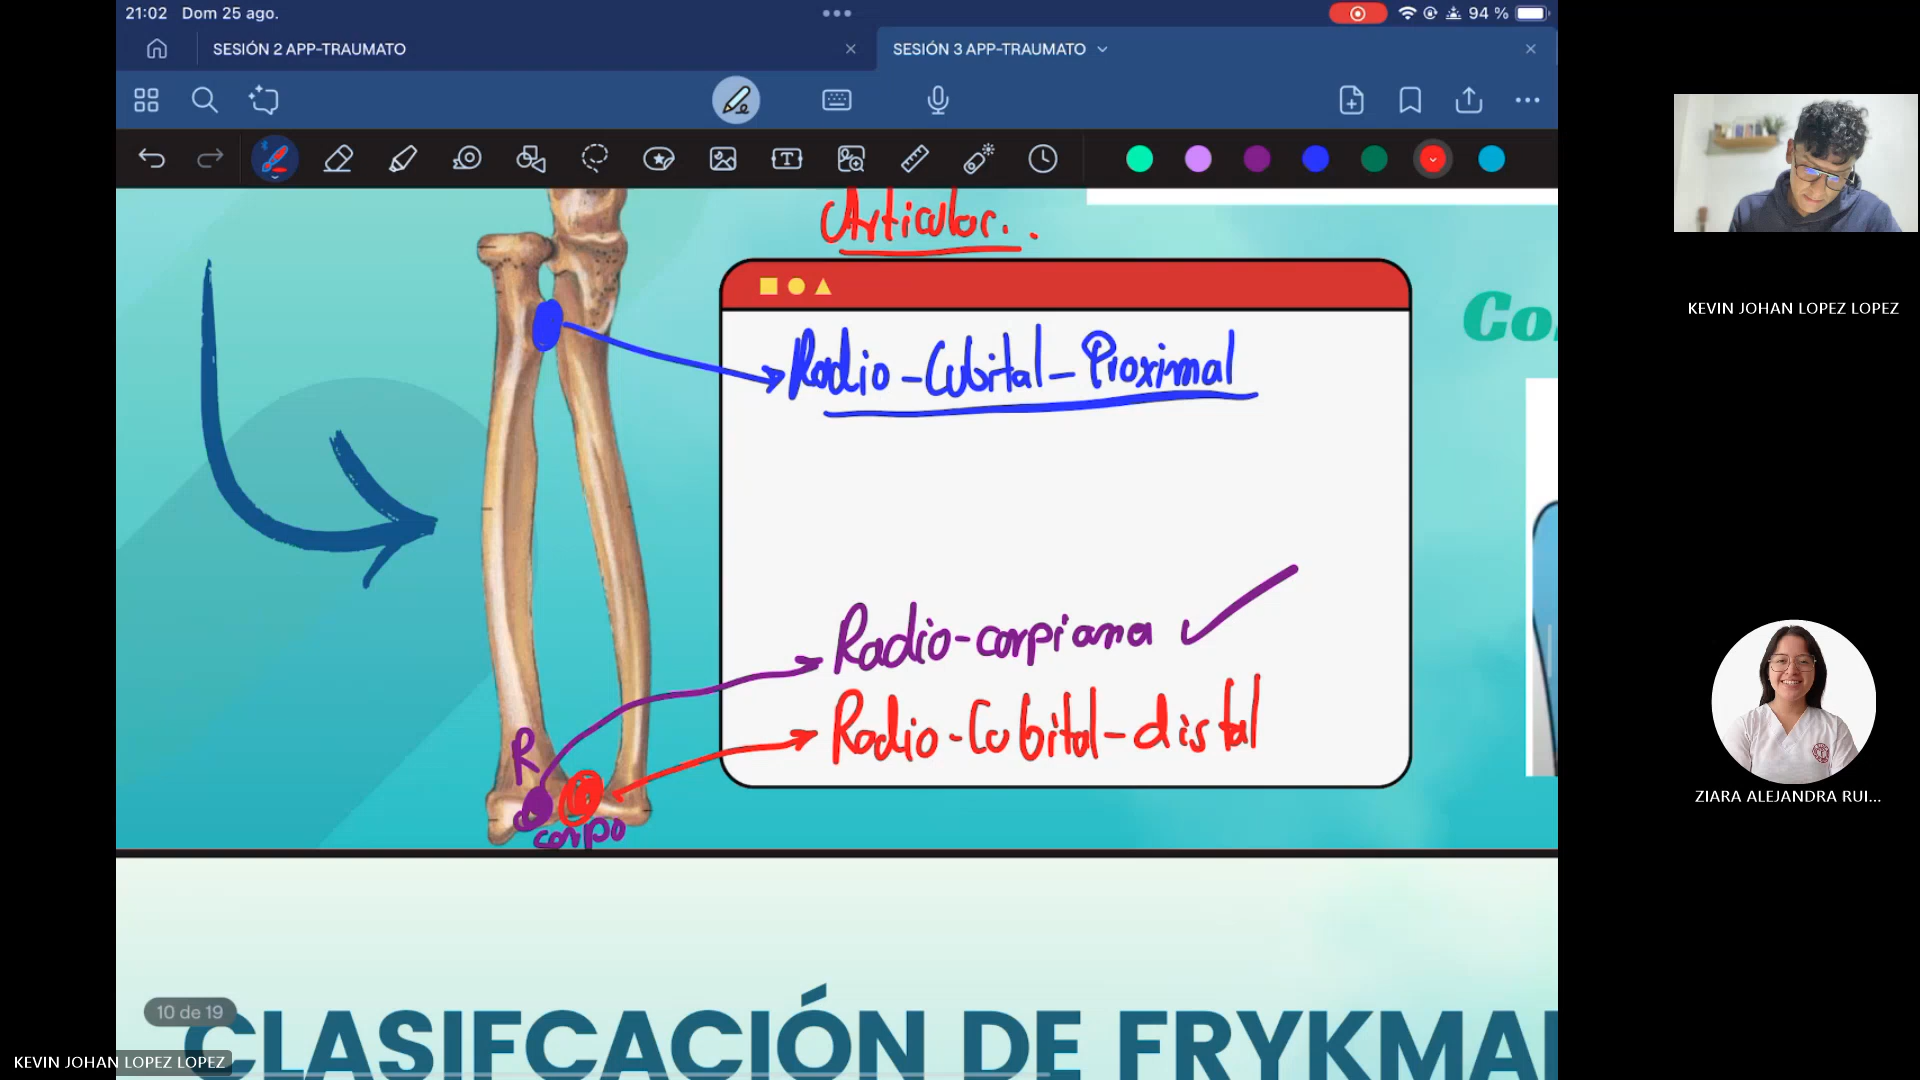 21:02 Dom 25 ago.
94 %
SESIÓN 2 APP-TRAUMATO
SESIÓN 3 APP-TRAUMATO
Articular..
Co
Radio-Cubital-Proximal
Radio-carpiana
Radio-Cubital-distal
R
carpo
10 de 19
CLASIFCACIÓN DE FRYKMA
KEVIN JOHAN LOPEZ LOPEZ
KEVIN JOHAN LOPEZ LOPEZ
ZIARA ALEJANDRA RUI...